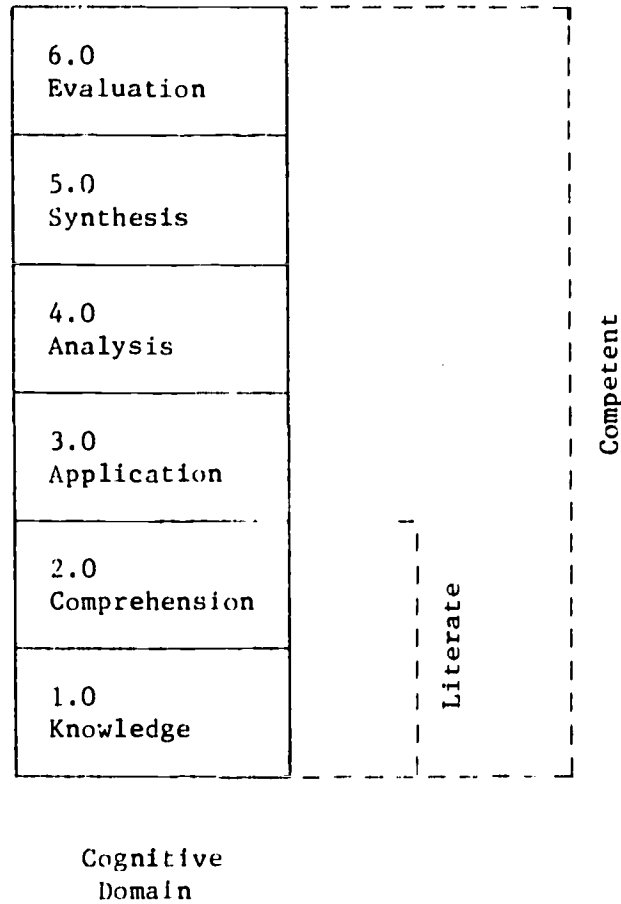 6.0
Evaluation
5.0
Synthesis
4.0
Analysis
3.0
Application
2.0
Comprehension
1.0
Knowledge
Literate
Competent
Cognitive
Domain